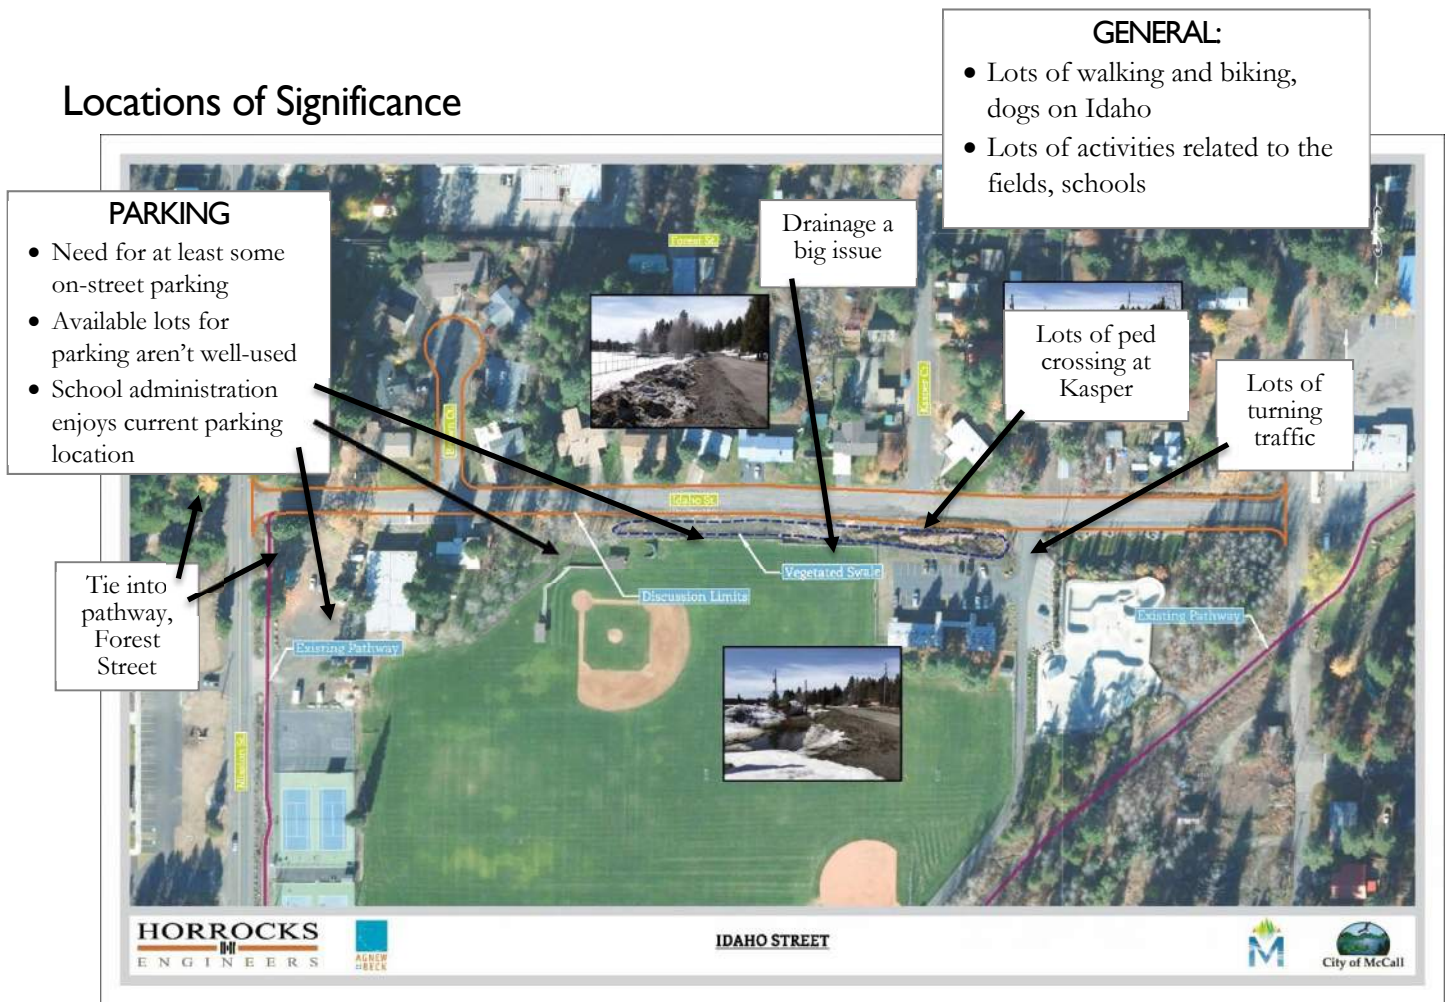 Locations of Significance
GENERAL:
• Lots of walking and biking,
dogs on Idaho
• Lots of activities related to the
fields, schools
PARKING
• Need for at least some
on-street parking
• Available lots for
parking aren’t well-used
• School administration
enjoys current parking
location
Drainage a
big issue
Lots of ped
crossing at
Kasper
Lots of
turning
traffic
Tie into
pathway,
Forest
Street
Forest St.
Idaho St.
Vegetated Swale
Discussion Limits
Existing Pathway
Existing Pathway
HORROCKS
ENGINEERS
AGNEW
::BECK
IDAHO STREET
M
City of McCall